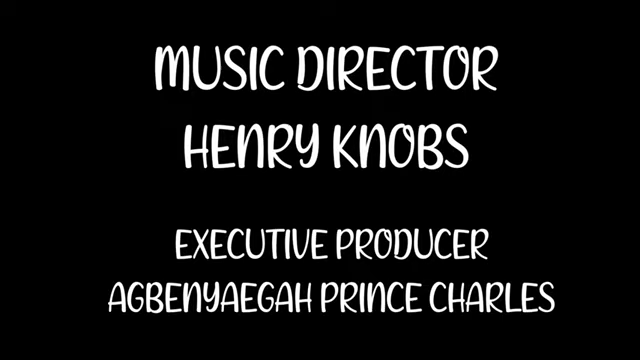 MUSIC DIRECTOR
HENRY KNOBS
EXECUTIVE PRODUCER
AGBENYAEGAH PRINCE CHARLES